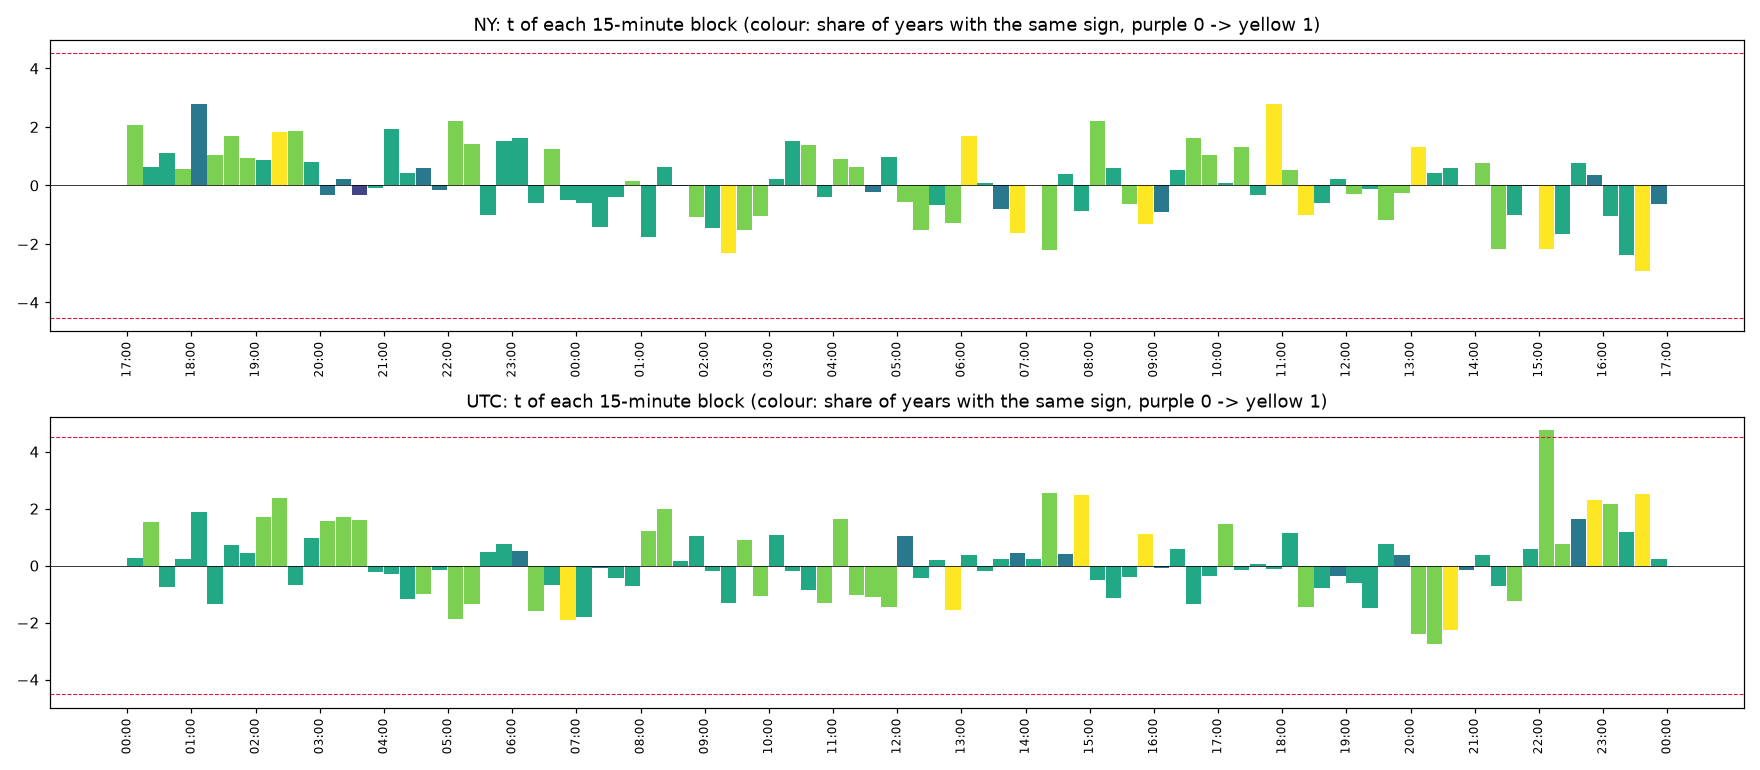 NY: t of each 15-minute block (colour: share of years with the same sign, purple 0 -> yellow 1)
4
2
0
−2
−4
17:00 18:00 19:00 20:00 21:00 22:00 23:00 00:00 01:00 02:00 03:00 04:00 05:00 06:00 07:00 08:00 09:00 10:00 11:00 12:00 13:00 14:00 15:00 16:00 17:00
UTC: t of each 15-minute block (colour: share of years with the same sign, purple 0 -> yellow 1)
4
2
0
−2
−4
00:00 01:00 02:00 03:00 04:00 05:00 06:00 07:00 08:00 09:00 10:00 11:00 12:00 13:00 14:00 15:00 16:00 17:00 18:00 19:00 20:00 21:00 22:00 23:00 00:00